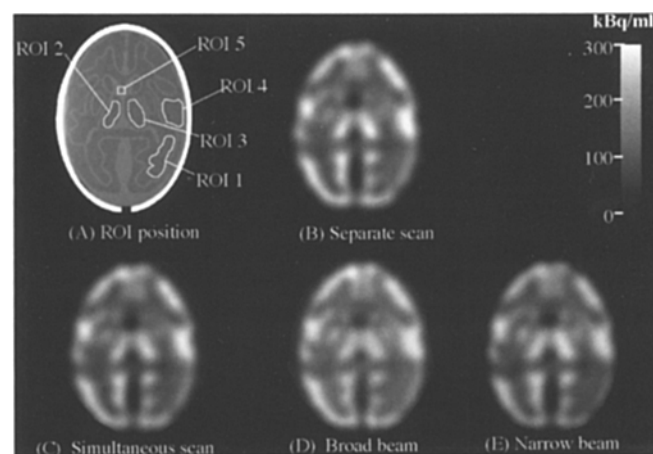 kBq/ml
300
200
100
0
ROI 2
ROI 5
ROI 4
ROI 3
ROI 1
(A) ROI position
(B) Separate scan
(C) Simultaneous scan
(D) Broad beam
(E) Narrow beam